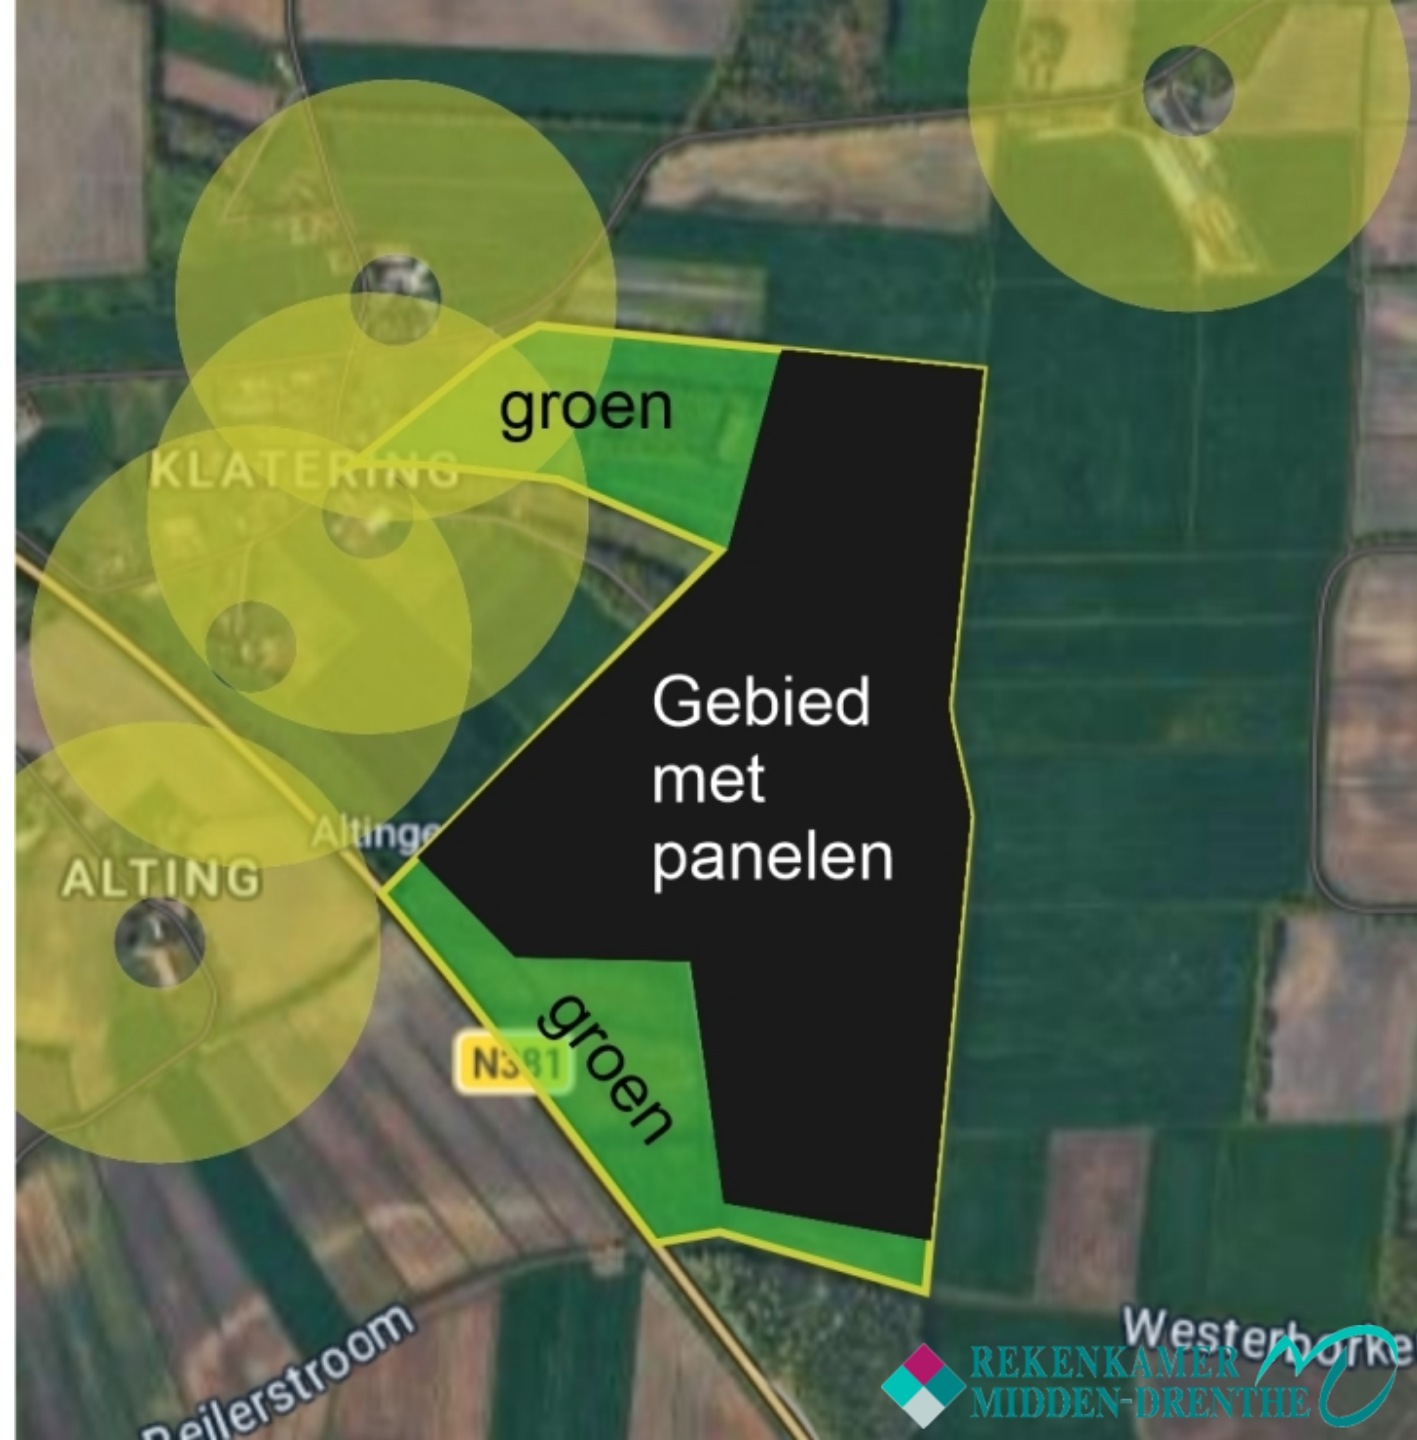 groen
KLATERING
Gebied
met
panelen
Altinge
ALTING
groen
N381
Beilerstroom
Westerborke
REKENKAMER
MIDDEN-DRENTHE